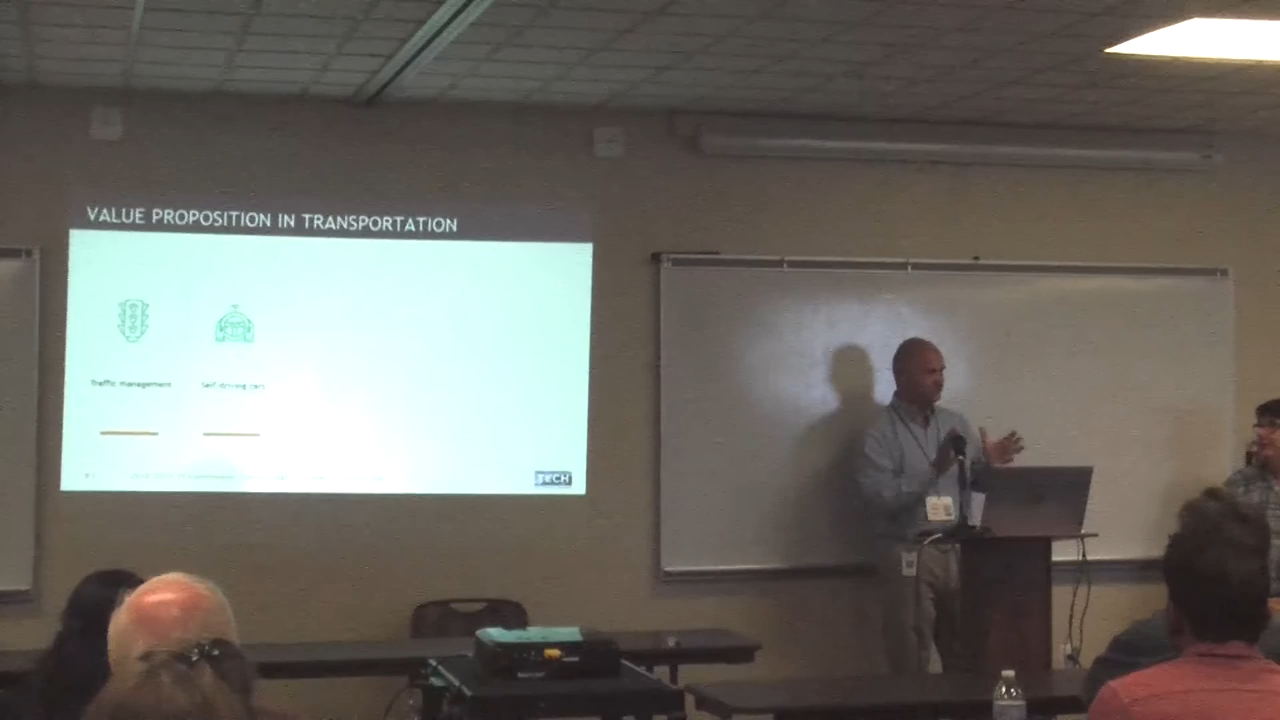 VALUE PROPOSITION IN TRANSPORTATION
Traffic management
Self-driving cars
TECH